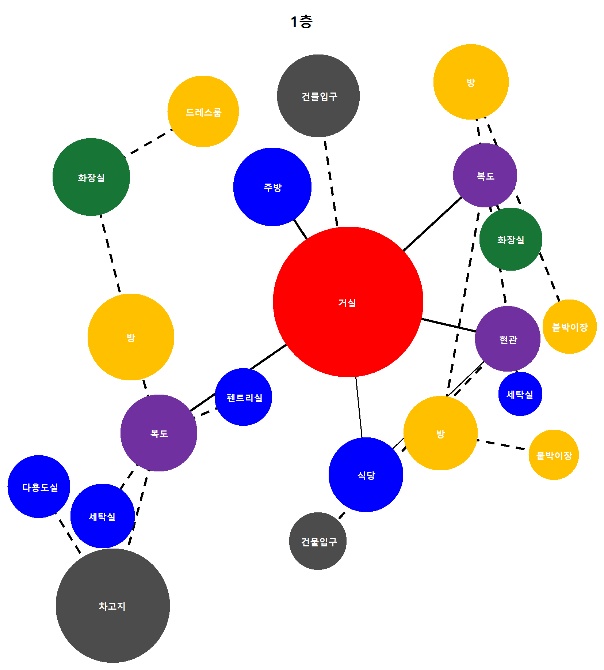 1층
건물입구
방
드레스룸
화장실
주방
복도
화장실
거실
현관
붙박이장
방
펜트리실
세탁실
복도
방
붙박이장
식당
다용도실
세탁실
건물입구
차고지